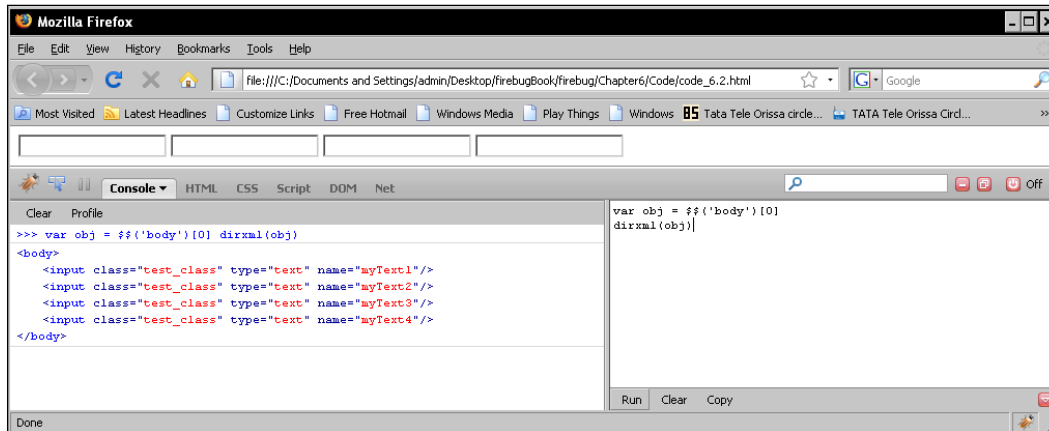 Mozilla Firefox
File Edit View History Bookmarks Tools Help
file:///C:/Documents and Settings/admin/Desktop/firebugBook/firebug/Chapter6/Code/code_6.2.html
G Google
Most Visited Latest Headlines Customize Links Free Hotmail Windows Media Play Things Windows 85 Tata Tele Orissa circle... TATA Tele Orissa Circl... »
Console HTML CSS Script DOM Net Off
Clear Profile
>>> var obj = $$('body')[0] dirxml(obj)
<body>
<input class="test_class" type="text" name="myText1"/>
<input class="test_class" type="text" name="myText2"/>
<input class="test_class" type="text" name="myText3"/>
<input class="test_class" type="text" name="myText4"/>
</body>
var obj = $$('body')[0]
dirxml(obj)
Run Clear Copy
Done